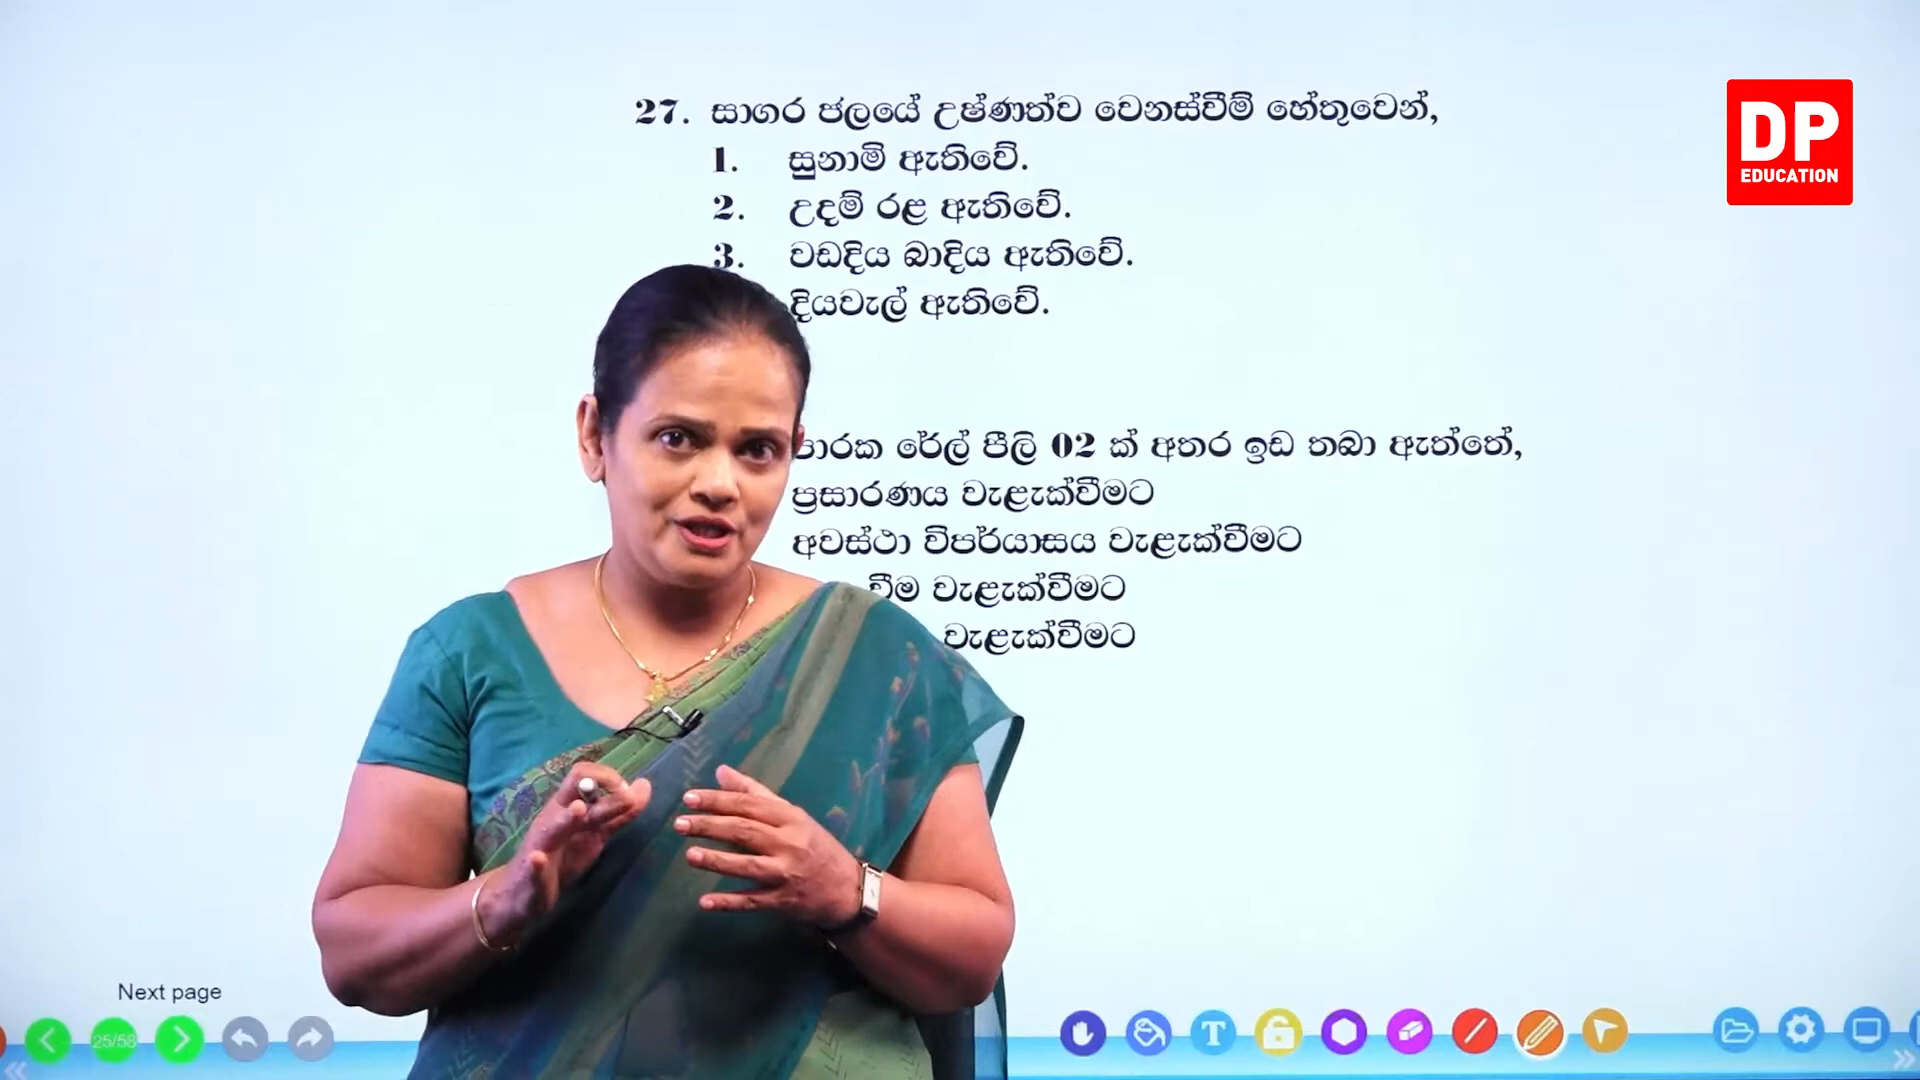 27. සාගර ජලයේ උෂ්ණත්ව වෙනස්වීම් හේතුවෙන්,
1. සුනාමි ඇතිවේ.
2. උදම් රළ ඇතිවේ.
3. වඩදිය බාදිය ඇතිවේ.
දියවැල් ඇතිවේ.
රේල් පීලි 02 ක් අතර ඉඩ තබා ඇත්තේ,
ප්‍රසාරණය වැළැක්වීමට
අවස්ථා විපර්යාසය වැළැක්වීමට
වැළැක්වීමට
වැළැක්වීමට
DP
EDUCATION
Next page
25/58
T